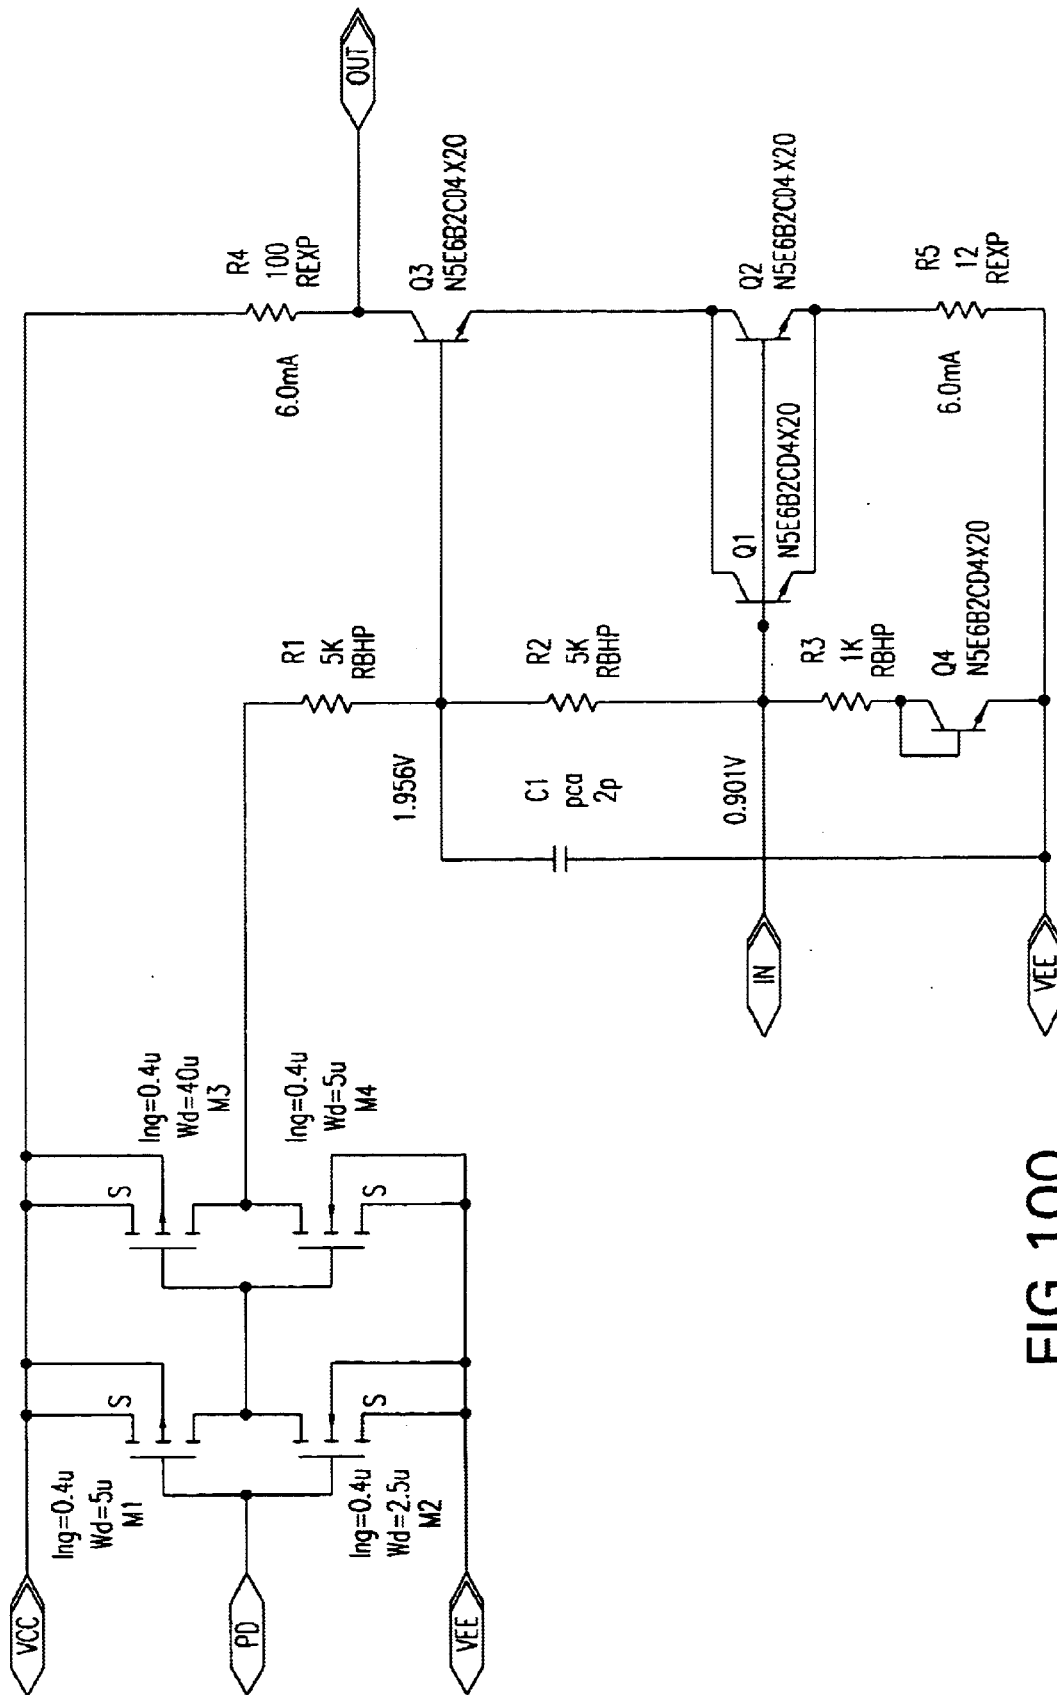 VCC
lng=0.4u
Wd=5u
M1
S
PD
lng=0.4u
Wd=2.5u
M2
S
VEE
lng=0.4u
Wd=40u
M3
S
lng=0.4u
Wd=5u
M4
S
R1
5K
RBHP
1.956V
C1
pca
2p
R2
5K
RBHP
IN
0.901V
R3
1K
RBHP
Q4
N5E6B2CD4X20
Q1
N5E6B2CD4X20
R4
100
REXP
6.0mA
OUT
Q3
N5E6B2CD4X20
Q2
N5E6B2CD4X20
R5
12
REXP
6.0mA
VEE
FIG. 100